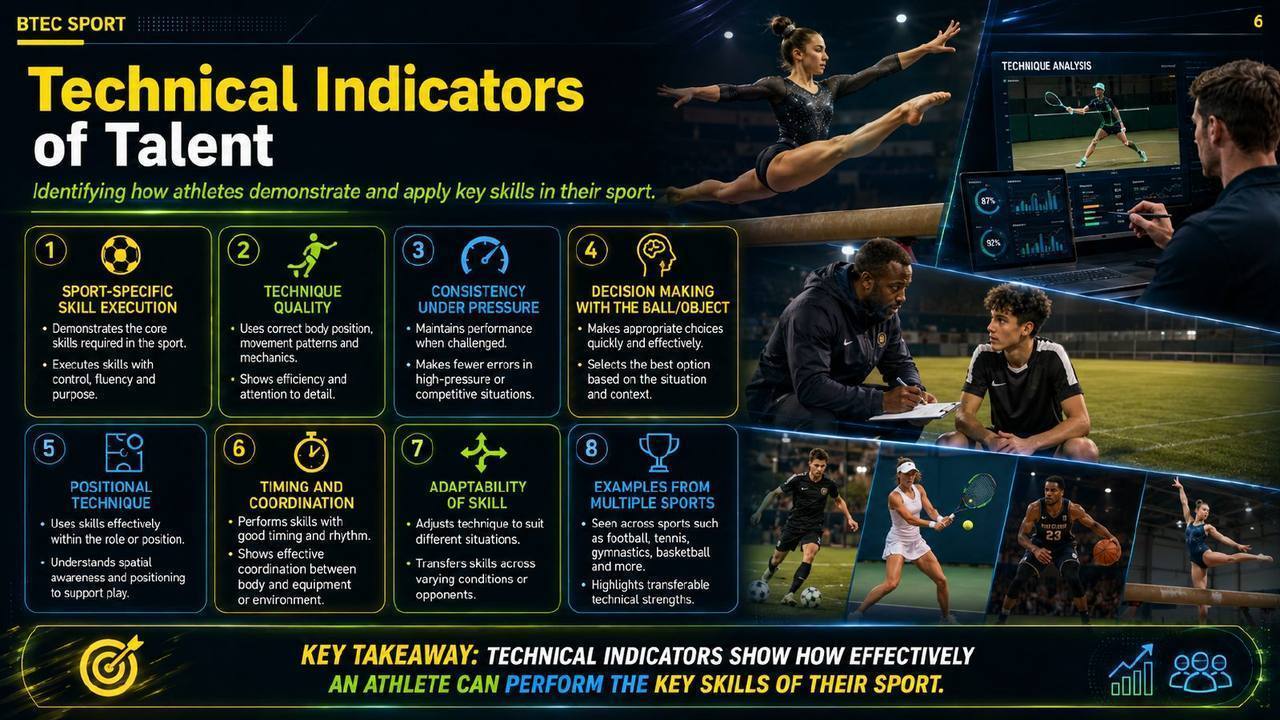 BTEC SPORT
6
Technical Indicators
of Talent
Identifying how athletes demonstrate and apply key skills in their sport.
1
SPORT-SPECIFIC
SKILL EXECUTION
• Demonstrates the core
skills required in the sport.
• Executes skills with
control, fluency and
purpose.
2
TECHNIQUE
QUALITY
• Uses correct body position,
movement patterns and
mechanics.
• Shows efficiency and
attention to detail.
3
CONSISTENCY
UNDER PRESSURE
• Maintains performance
when challenged.
• Makes fewer errors in
high-pressure or
competitive situations.
4
DECISION MAKING
WITH THE BALL/OBJECT
• Makes appropriate choices
quickly and effectively.
• Selects the best option
based on the situation
and context.
5
POSITIONAL
TECHNIQUE
• Uses skills effectively
within the role or position.
• Understands spatial
awareness and positioning
to support play.
6
TIMING AND
COORDINATION
• Performs skills with
good timing and rhythm.
• Shows effective
coordination between
body and equipment
or environment.
7
ADAPTABILITY
OF SKILL
• Adjusts technique to suit
different situations.
• Transfers skills across
varying conditions or
opponents.
8
EXAMPLES FROM
MULTIPLE SPORTS
• Seen across sports such
as football, tennis,
gymnastics, basketball
and more.
• Highlights transferable
technical strengths.
TECHNIQUE ANALYSIS
87%
92%
23
KEY TAKEAWAY: TECHNICAL INDICATORS SHOW HOW EFFECTIVELY
AN ATHLETE CAN PERFORM THE KEY SKILLS OF THEIR SPORT.